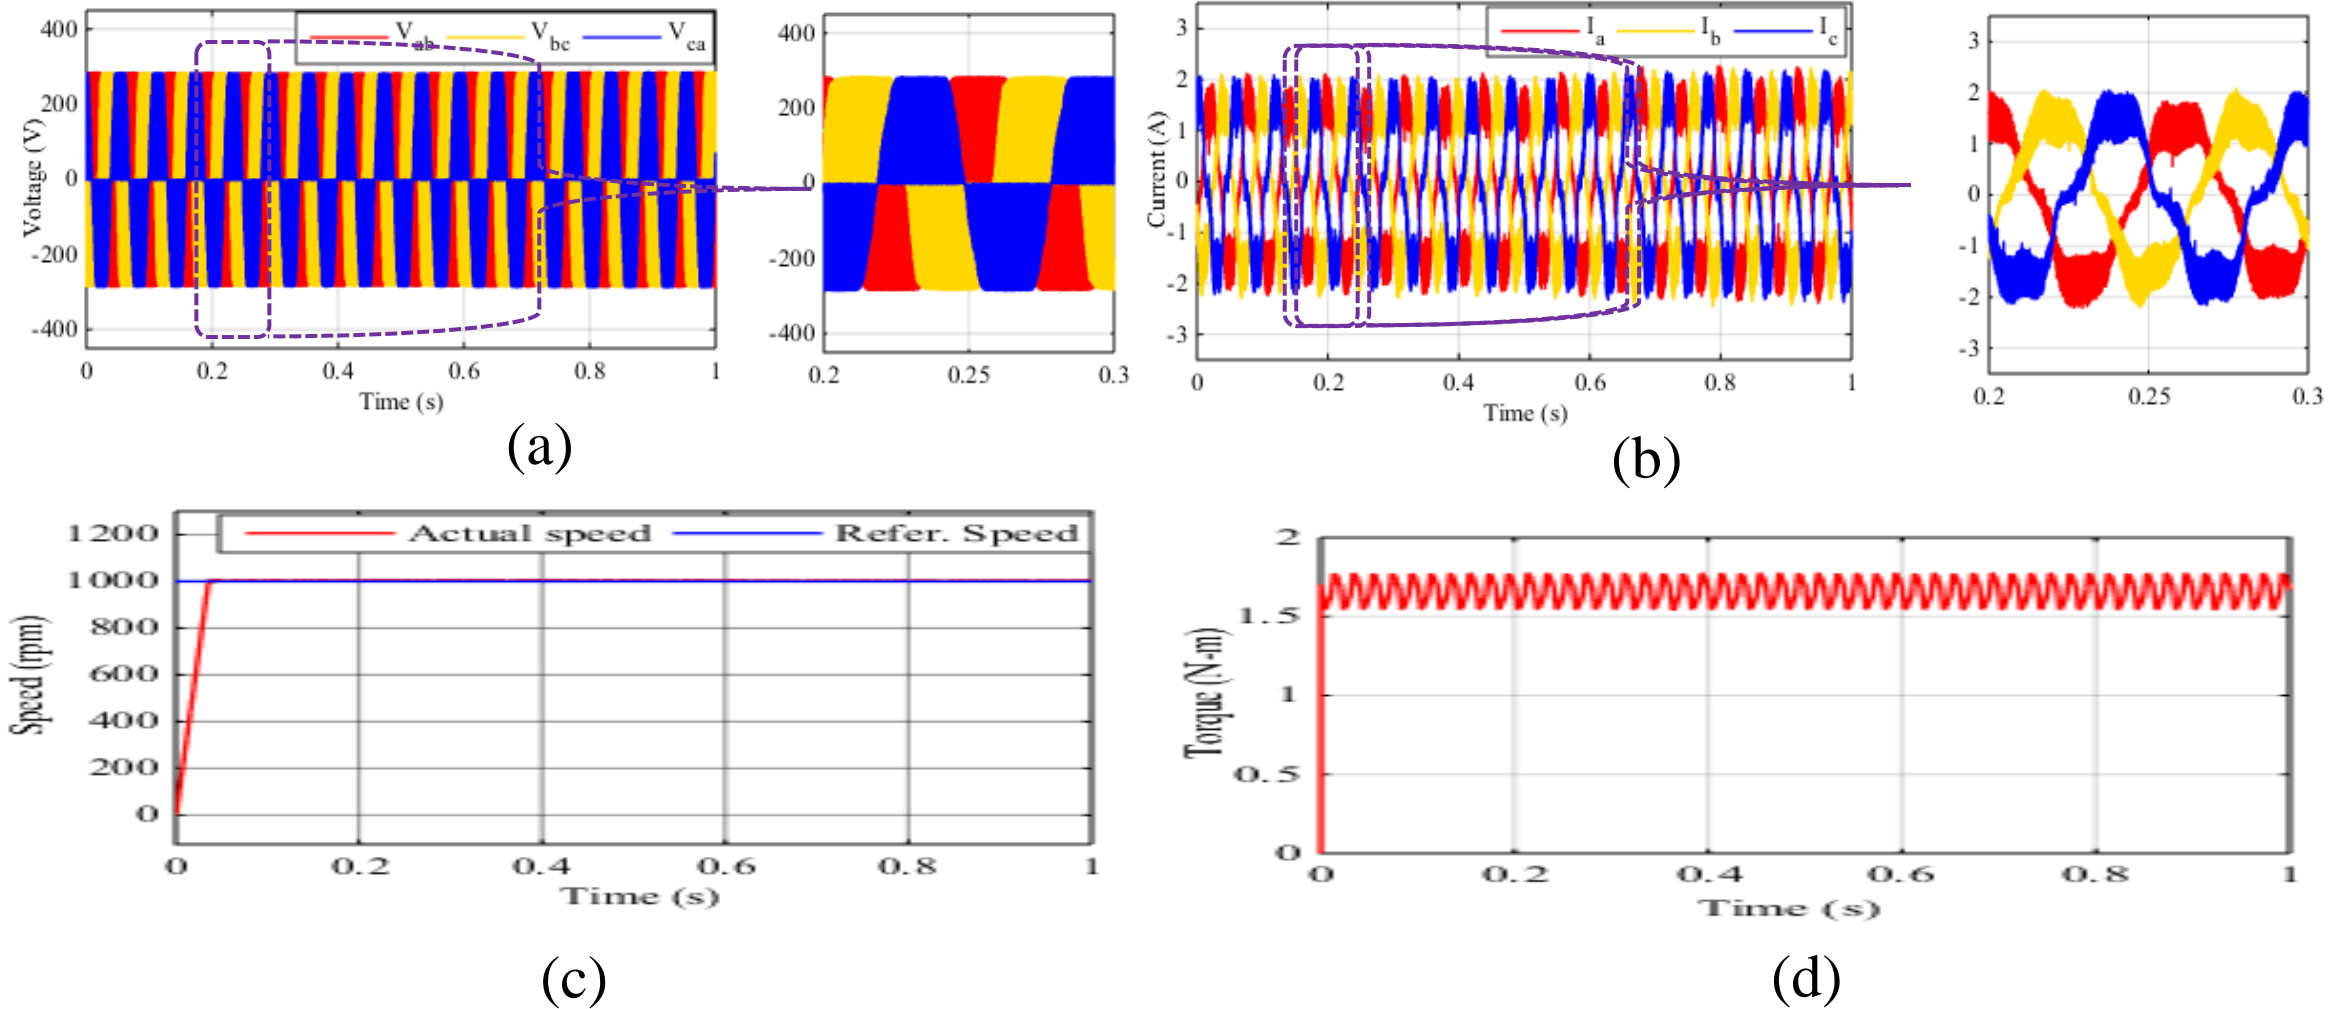 V_ab V_bc V_ca
400
200
0
-200
-400
Voltage (V)
0 0.2 0.4 0.6 0.8 1
Time (s)
400
200
0
-200
-400
0.2 0.25 0.3
(a)
I_a I_b I_c
3
2
1
0
-1
-2
-3
Current (A)
0 0.2 0.4 0.6 0.8 1
Time (s)
3
2
1
0
-1
-2
-3
0.2 0.25 0.3
(b)
Actual speed Refer. Speed
1200
1000
800
600
400
200
0
Speed (rpm)
0 0.2 0.4 0.6 0.8 1
Time (s)
(c)
2
1.5
1
0.5
0
Torque (N-m)
0 0.2 0.4 0.6 0.8 1
Time (s)
(d)